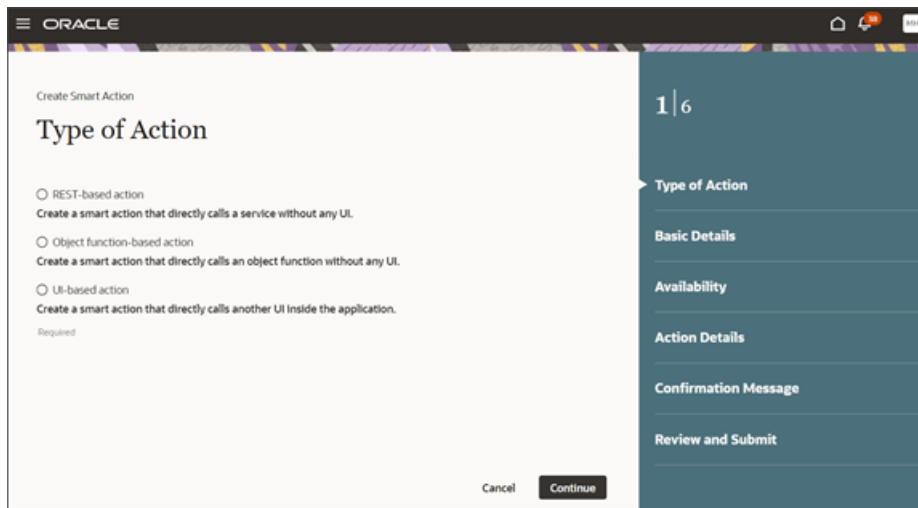 ORACLE
Create Smart Action
Type of Action
REST-based action
Create a smart action that directly calls a service without any UI.
Object function-based action
Create a smart action that directly calls an object function without any UI.
UI-based action
Create a smart action that directly calls another UI inside the application.
Required
Cancel
Continue
1|6
Type of Action
Basic Details
Availability
Action Details
Confirmation Message
Review and Submit